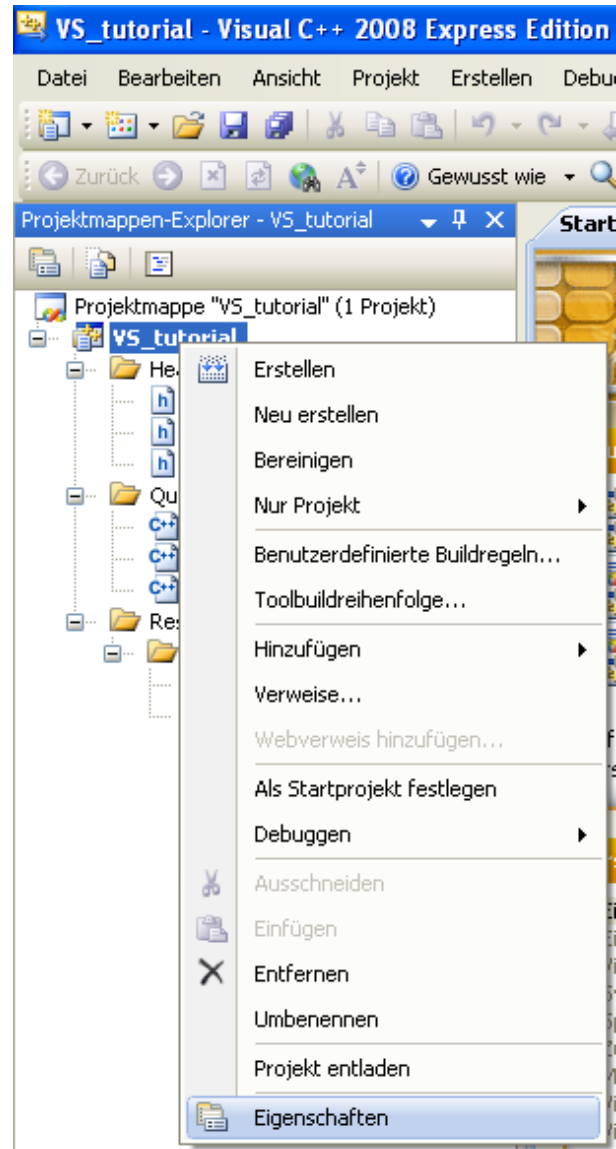 VS_tutorial - Visual C++ 2008 Express Edition
Datei Bearbeiten Ansicht Projekt Erstellen
Zurück Gewusst wie
Projektmappen-Explorer - VS_tutorial
Start
Projektmappe "VS_tutorial" (1 Projekt)
VS_tutorial
Erstellen
Neu erstellen
Bereinigen
Nur Projekt
Benutzerdefinierte Buildregeln...
Toolbuildreihenfolge...
Hinzufügen
Verweise...
Webverweis hinzufügen...
Als Startprojekt festlegen
Debuggen
Ausschneiden
Einfügen
Entfernen
Umbenennen
Projekt entladen
Eigenschaften